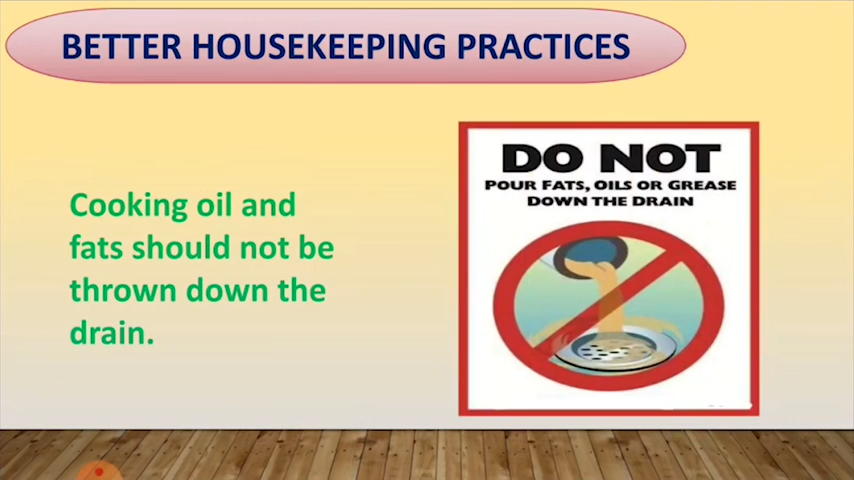 BETTER HOUSEKEEPING PRACTICES
Cooking oil and
fats should not be
thrown down the
drain.
DO NOT
POUR FATS, OILS OR GREASE
DOWN THE DRAIN